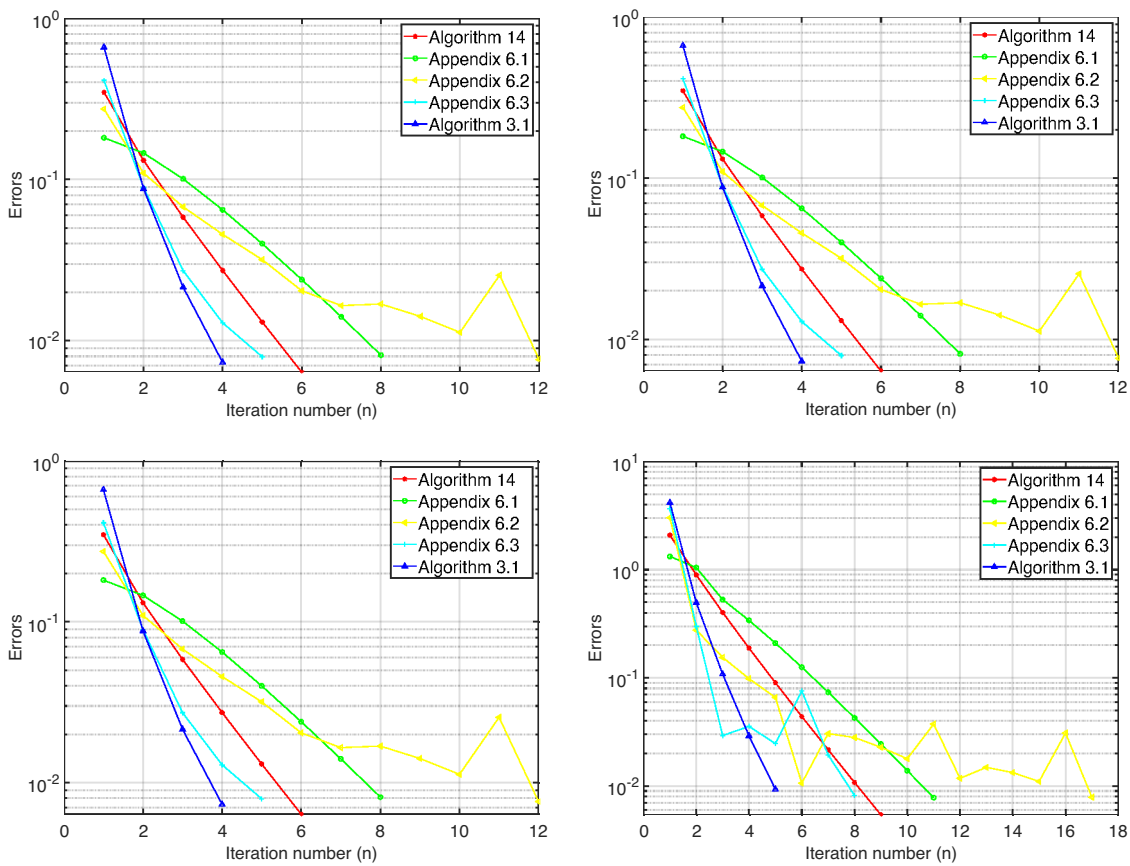 10^0
10^-1
10^-2
Errors
0 2 4 6 8 10 12
Iteration number (n)
Algorithm 14
Appendix 6.1
Appendix 6.2
Appendix 6.3
Algorithm 3.1
10^0
10^-1
10^-2
Errors
0 2 4 6 8 10 12
Iteration number (n)
Algorithm 14
Appendix 6.1
Appendix 6.2
Appendix 6.3
Algorithm 3.1
10^0
10^-1
10^-2
Errors
0 2 4 6 8 10 12
Iteration number (n)
Algorithm 14
Appendix 6.1
Appendix 6.2
Appendix 6.3
Algorithm 3.1
10^1
10^0
10^-1
10^-2
Errors
0 2 4 6 8 10 12 14 16 18
Iteration number (n)
Algorithm 14
Appendix 6.1
Appendix 6.2
Appendix 6.3
Algorithm 3.1